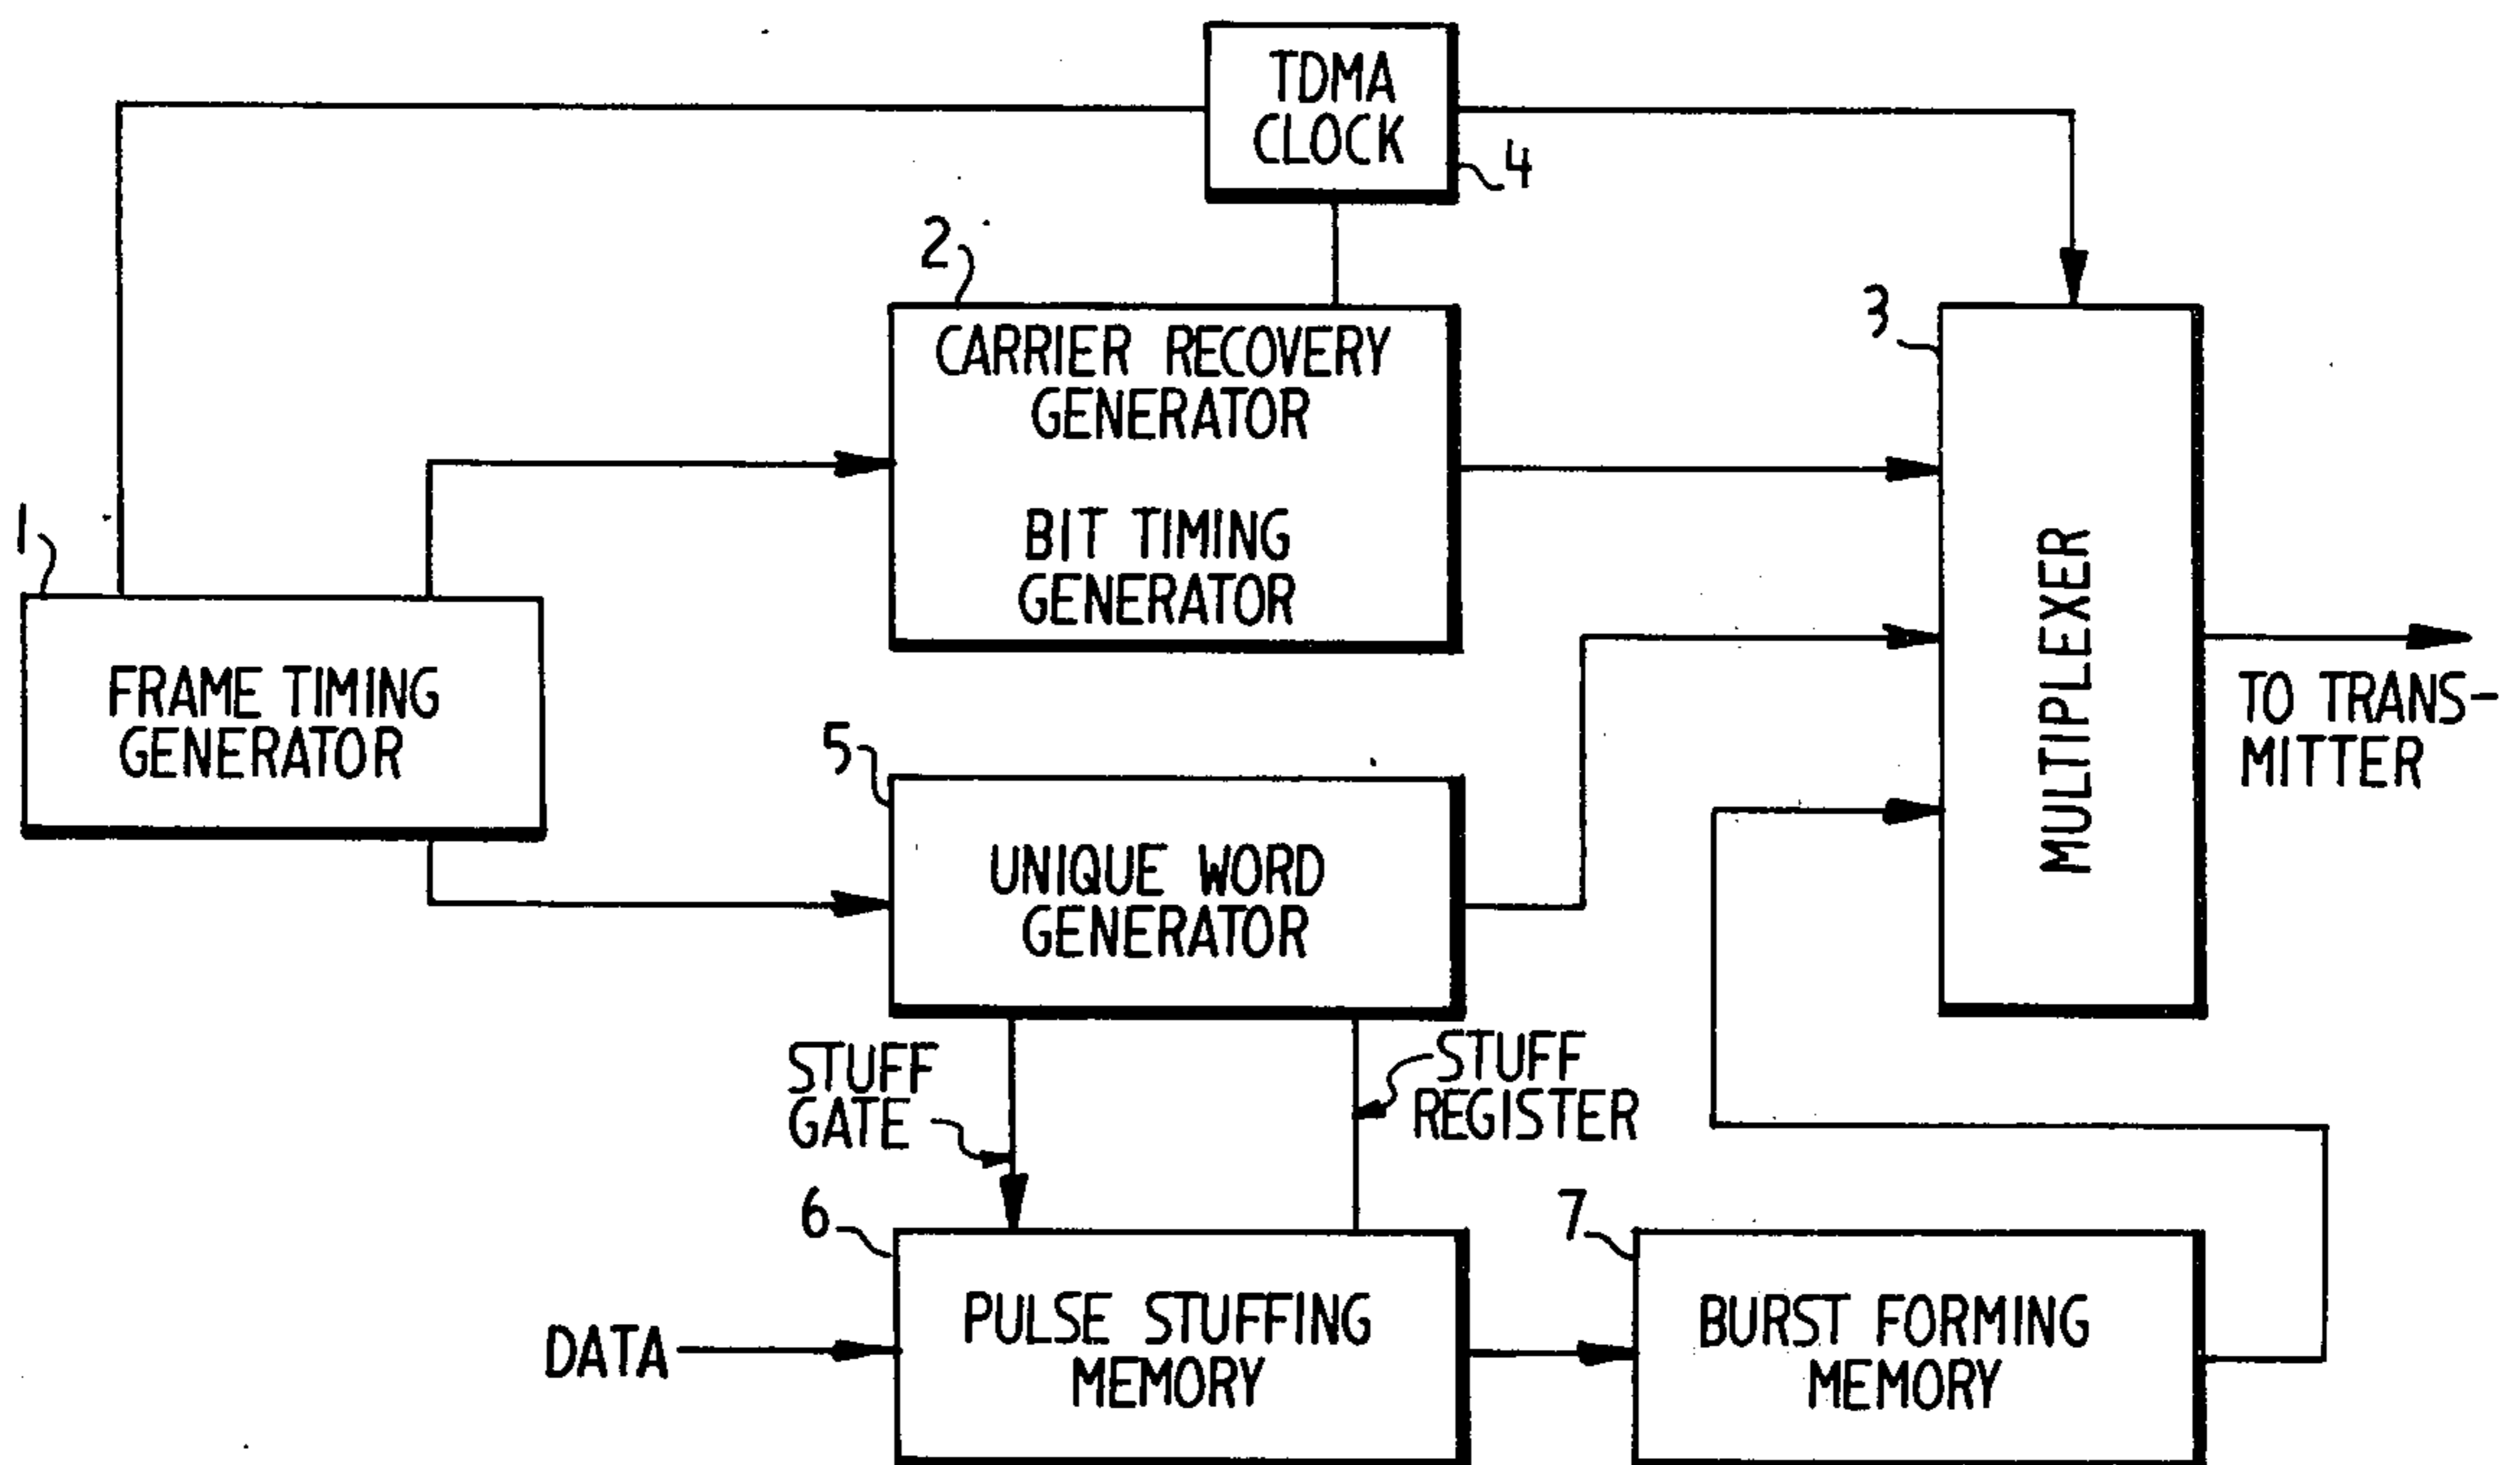 TDMA
CLOCK
4
2
CARRIER RECOVERY
GENERATOR
BIT TIMING
GENERATOR
3
MULTIPLEXER
TO TRANS-
MITTER
1
FRAME TIMING
GENERATOR
5
UNIQUE WORD
GENERATOR
STUFF
GATE
STUFF
REGISTER
6
PULSE STUFFING
MEMORY
DATA
7
BURST FORMING
MEMORY